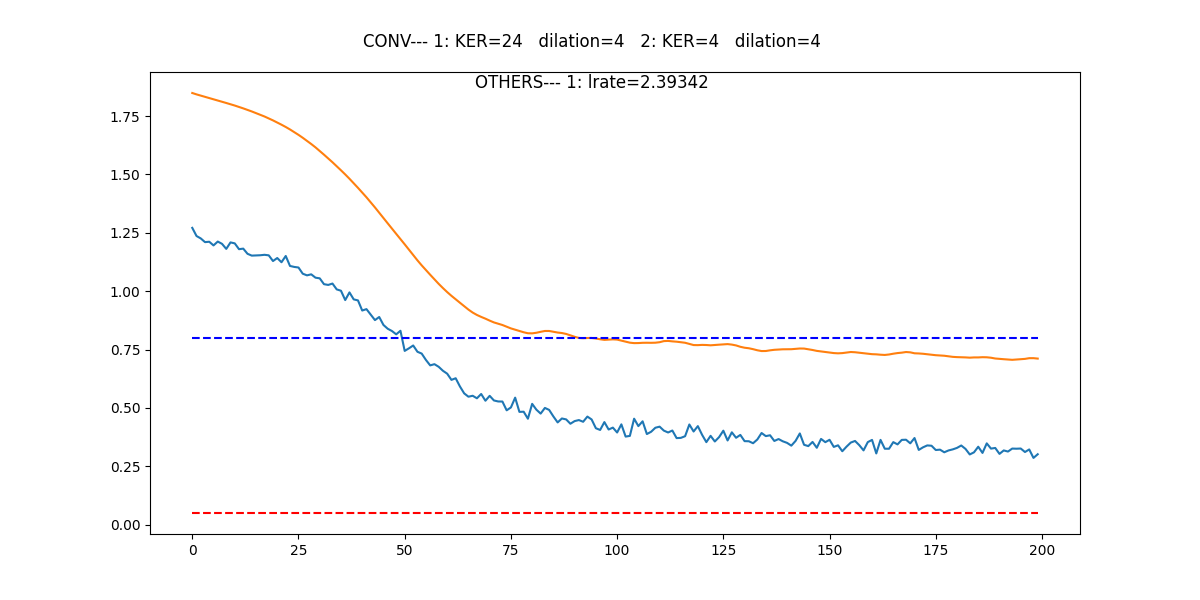 CONV--- 1: KER=24   dilation=4   2: KER=4   dilation=4
OTHERS--- 1: lrate=2.39342
1.75
1.50
1.25
1.00
0.75
0.50
0.25
0.00
0 25 50 75 100 125 150 175 200